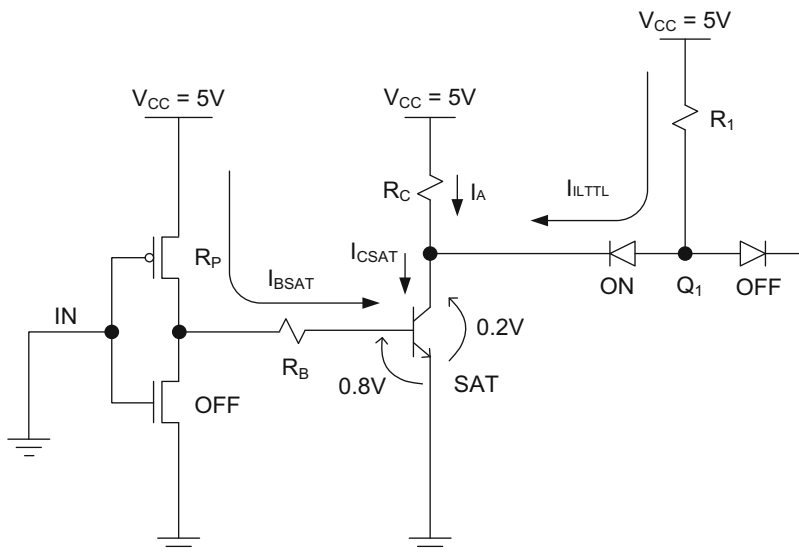 V_CC = 5V
V_CC = 5V
V_CC = 5V
R_1
R_C
I_A
I_ILTTL
R_P
I_BSAT
I_CSAT
ON
Q_1
OFF
IN
R_B
0.2V
0.8V
SAT
OFF